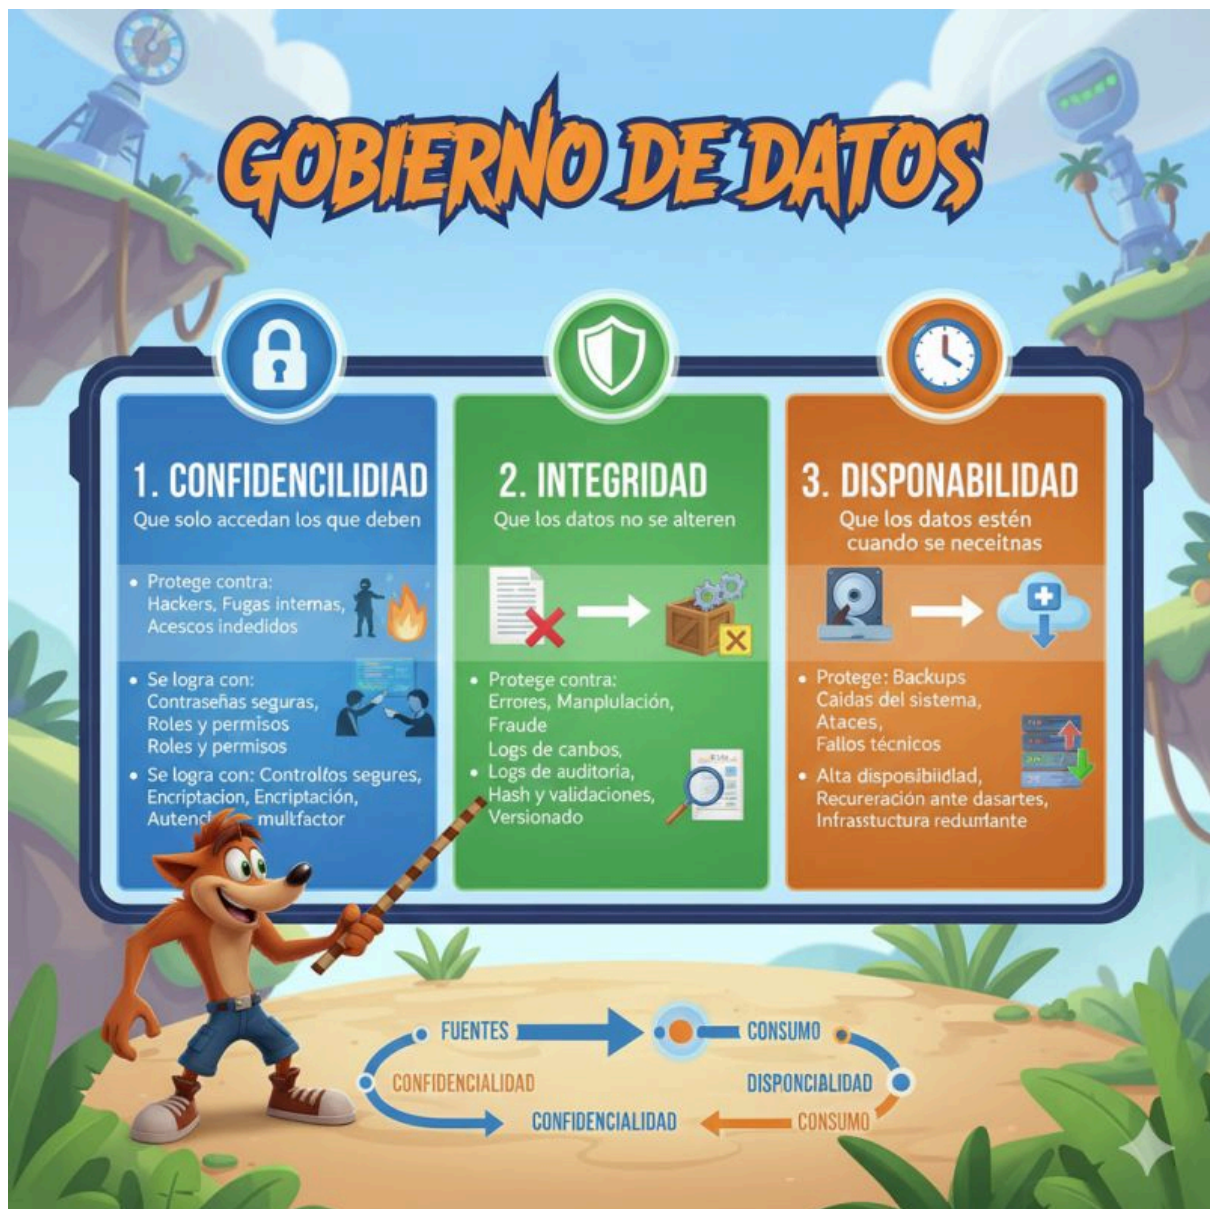 GOBIERNO DE DATOS
1. CONFIDENCILIDIAD
Que solo accedan los que deben
• Protege contra:
Hackers, Fugas internas,
Acescos indedidos
• Se logra con:
Contraseñas seguras,
Roles y permisos
Roles y permisos
• Se logra con: Controlfos segures,
Encriptacion, Encriptación,
multfactor
2. INTEGRIDAD
Que los datos no se alteren
• Protege contra:
Errores, Manplulación,
Fraude
Logs de canbos,
• Logs de auditoria,
Hash y validaciones,
Versionado
3. DISPONABILIDAD
Que los datos estén
cuando se neceitnas
• Protege: Backups
Caidas del sistema,
Ataces,
Fallos técnicos
• Alta disponibiidlad,
Recureración ante dasartes,
Infrasstuctura redumfante
FUENTES
CONSUMO
CONFIDENCIALIDAD
DISPONCIALIDAD
CONFIDENCIALIDAD
CONSUMO